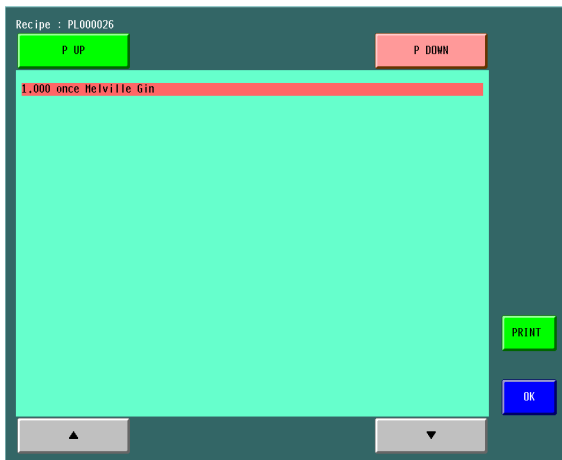 Recipe : PL000026
P UP
P DOWN
1.000 once Melville Gin
PRINT
OK